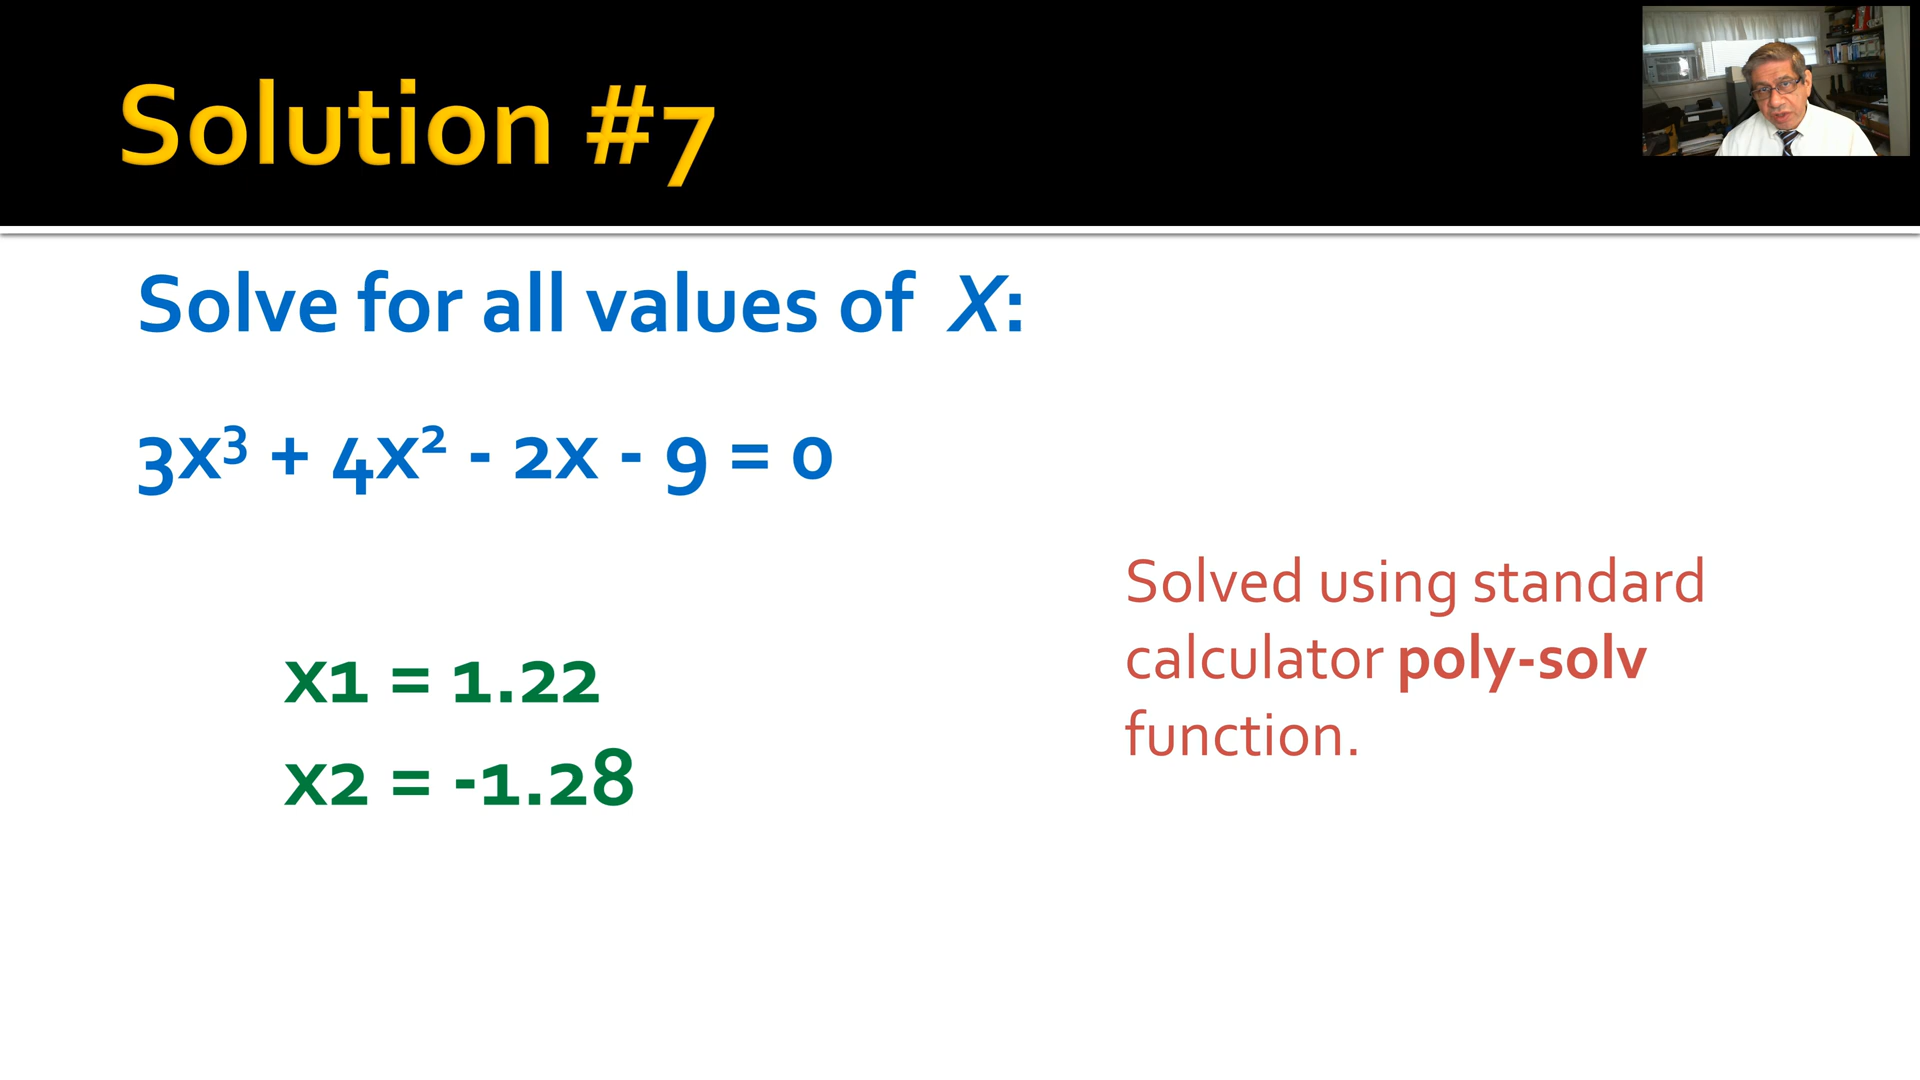 Solution #7
Solve for all values of X:
3x³ + 4x² - 2x - 9 = 0
Solved using standard
calculator poly-solv
function.
x1 = 1.22
x2 = -1.28